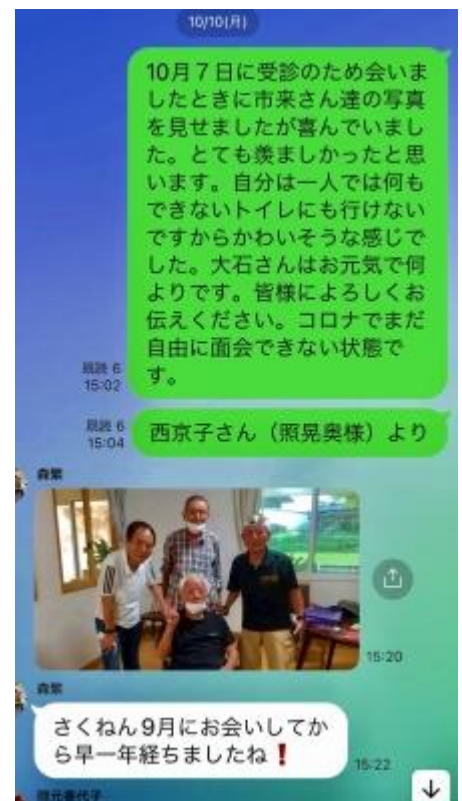 10/10(月)
10月7日に受診のため会いま
したときに市来さん達の写真
を見せましたが喜んでいまし
た。とても羨ましかったと思
います。自分は一人では何も
できないトイレにも行けない
ですからかわいそうな感じで
した。大石さんはお元気で何
よりです。皆様によろしくお
伝えください。コロナでまだ
自由に面会できない状態で
す。
既読 6
15:02
西京子さん（照晃奥様）より
既読 6
15:04
森繁
15:20
森繁
さくねん9月にお会いしてか
ら早一年経ちましたね❗
15:22